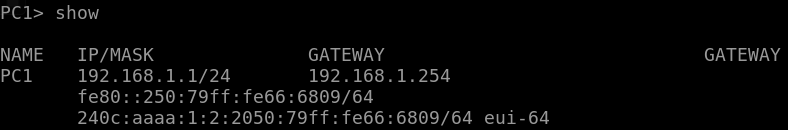 PC1> show
NAME IP/MASK GATEWAY GATEWAY
PC1 192.168.1.1/24 192.168.1.254
fe80::250:79ff:fe66:6809/64
240c:aaaa:1:2:2050:79ff:fe66:6809/64 eui-64